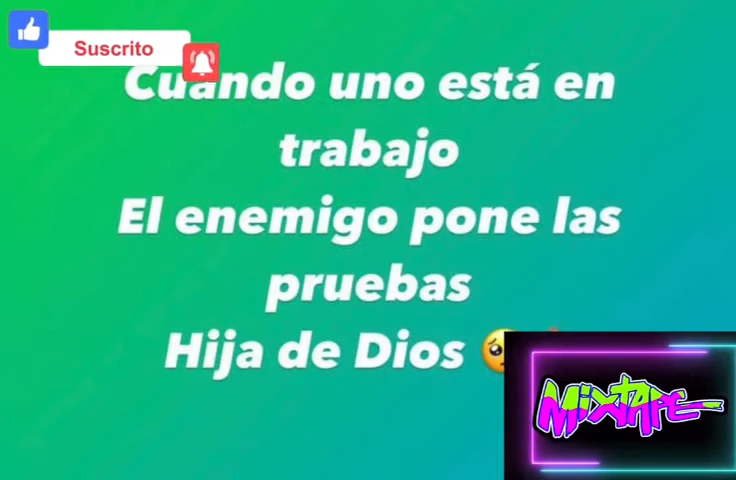 Suscrito
Cuando uno está en
trabajo
El enemigo pone las
pruebas
Hija de Dios 🥺
MIXTAPE